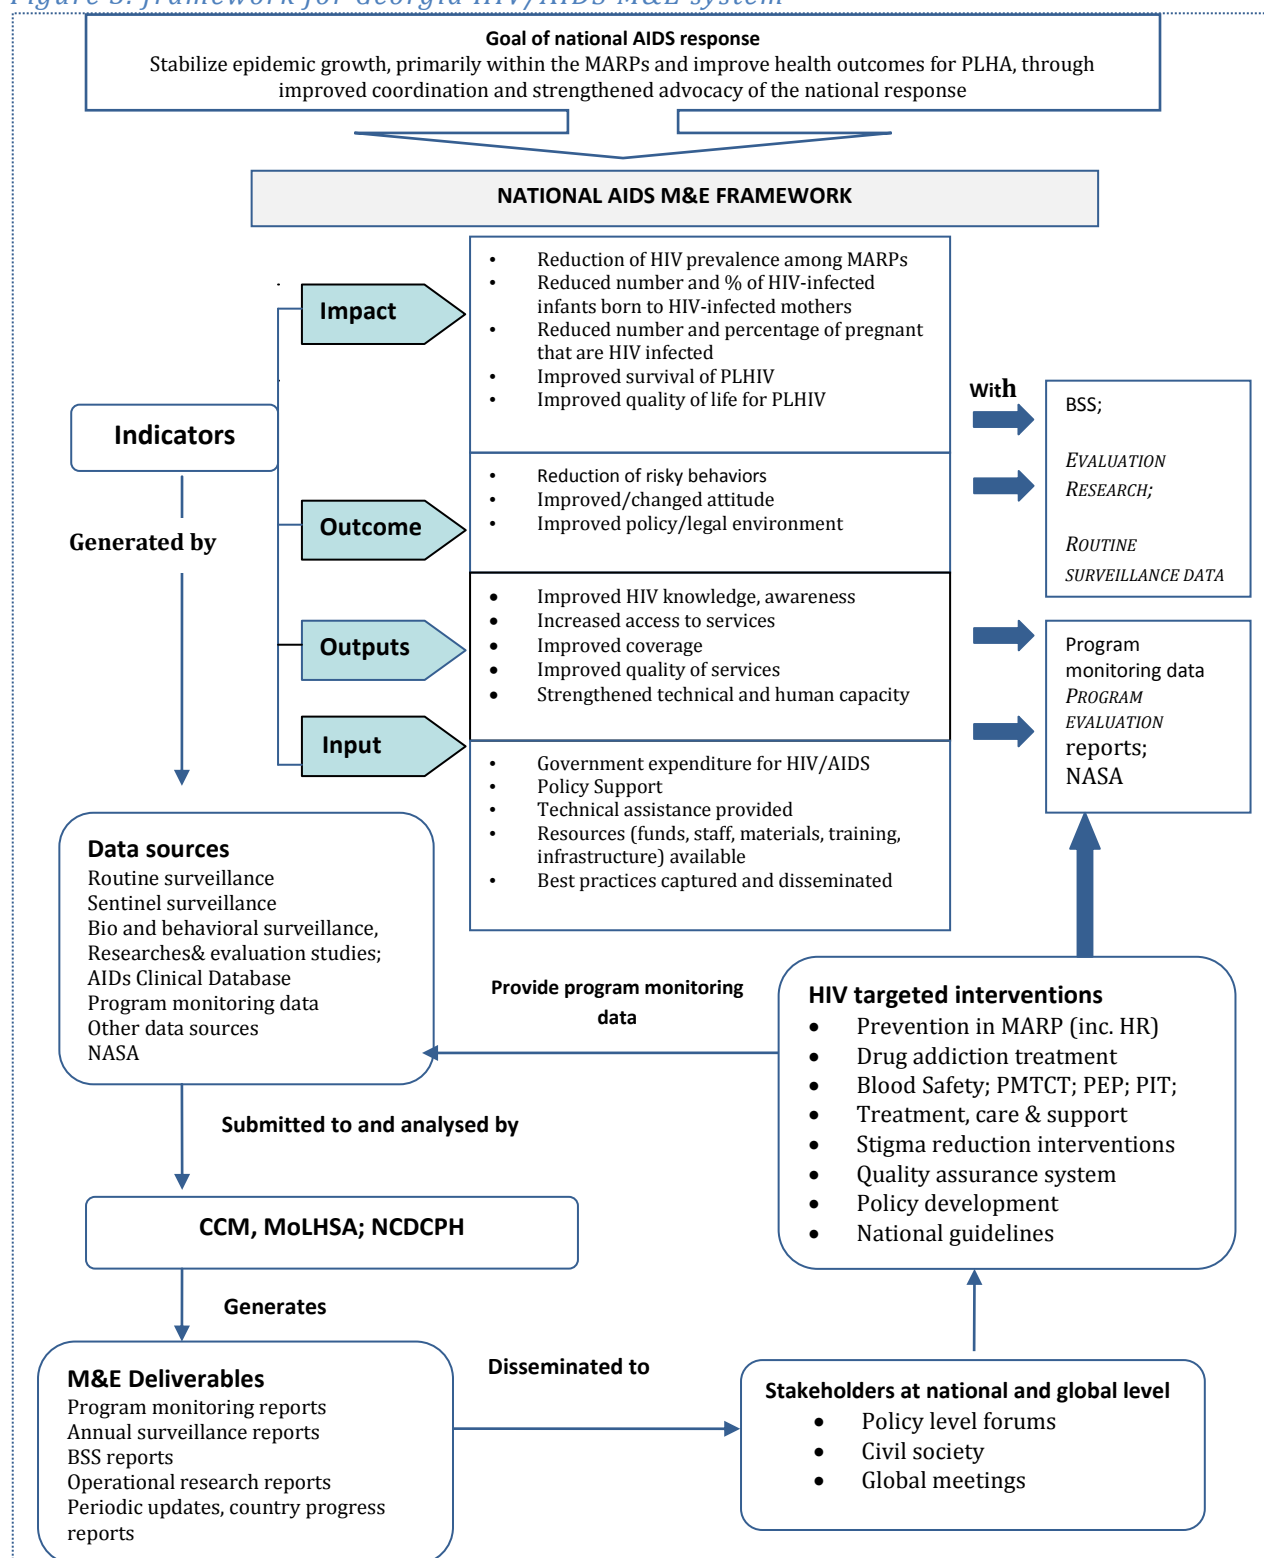 Figure 3. framework for Georgia HIV/AIDS M&E system
Goal of national AIDS response
Stabilize epidemic growth, primarily within the MARPs and improve health outcomes for PLHA, through
improved coordination and strengthened advocacy of the national response
NATIONAL AIDS M&E FRAMEWORK
Indicators
Generated by
Impact
• Reduction of HIV prevalence among MARPs
• Reduced number and % of HIV-infected
infants born to HIV-infected mothers
• Reduced number and percentage of pregnant
that are HIV infected
• Improved survival of PLHIV
• Improved quality of life for PLHIV
Outcome
• Reduction of risky behaviors
• Improved/changed attitude
• Improved policy/legal environment
Outputs
• Improved HIV knowledge, awareness
• Increased access to services
• Improved coverage
• Improved quality of services
• Strengthened technical and human capacity
Input
• Government expenditure for HIV/AIDS
• Policy Support
• Technical assistance provided
• Resources (funds, staff, materials, training,
infrastructure) available
• Best practices captured and disseminated
With
BSS;
EVALUATION
RESEARCH;
ROUTINE
SURVEILLANCE DATA
Program
monitoring data
PROGRAM
EVALUATION
reports;
NASA
Data sources
Routine surveillance
Sentinel surveillance
Bio and behavioral surveillance,
Researches& evaluation studies;
AIDs Clinical Database
Program monitoring data
Other data sources
NASA
Provide program monitoring
data
HIV targeted interventions
• Prevention in MARP (inc. HR)
• Drug addiction treatment
• Blood Safety; PMTCT; PEP; PIT;
• Treatment, care & support
• Stigma reduction interventions
• Quality assurance system
• Policy development
• National guidelines
Submitted to and analysed by
CCM, MoLHSA; NCDCPH
Generates
M&E Deliverables
Program monitoring reports
Annual surveillance reports
BSS reports
Operational research reports
Periodic updates, country progress
reports
Disseminated to
Stakeholders at national and global level
• Policy level forums
• Civil society
• Global meetings